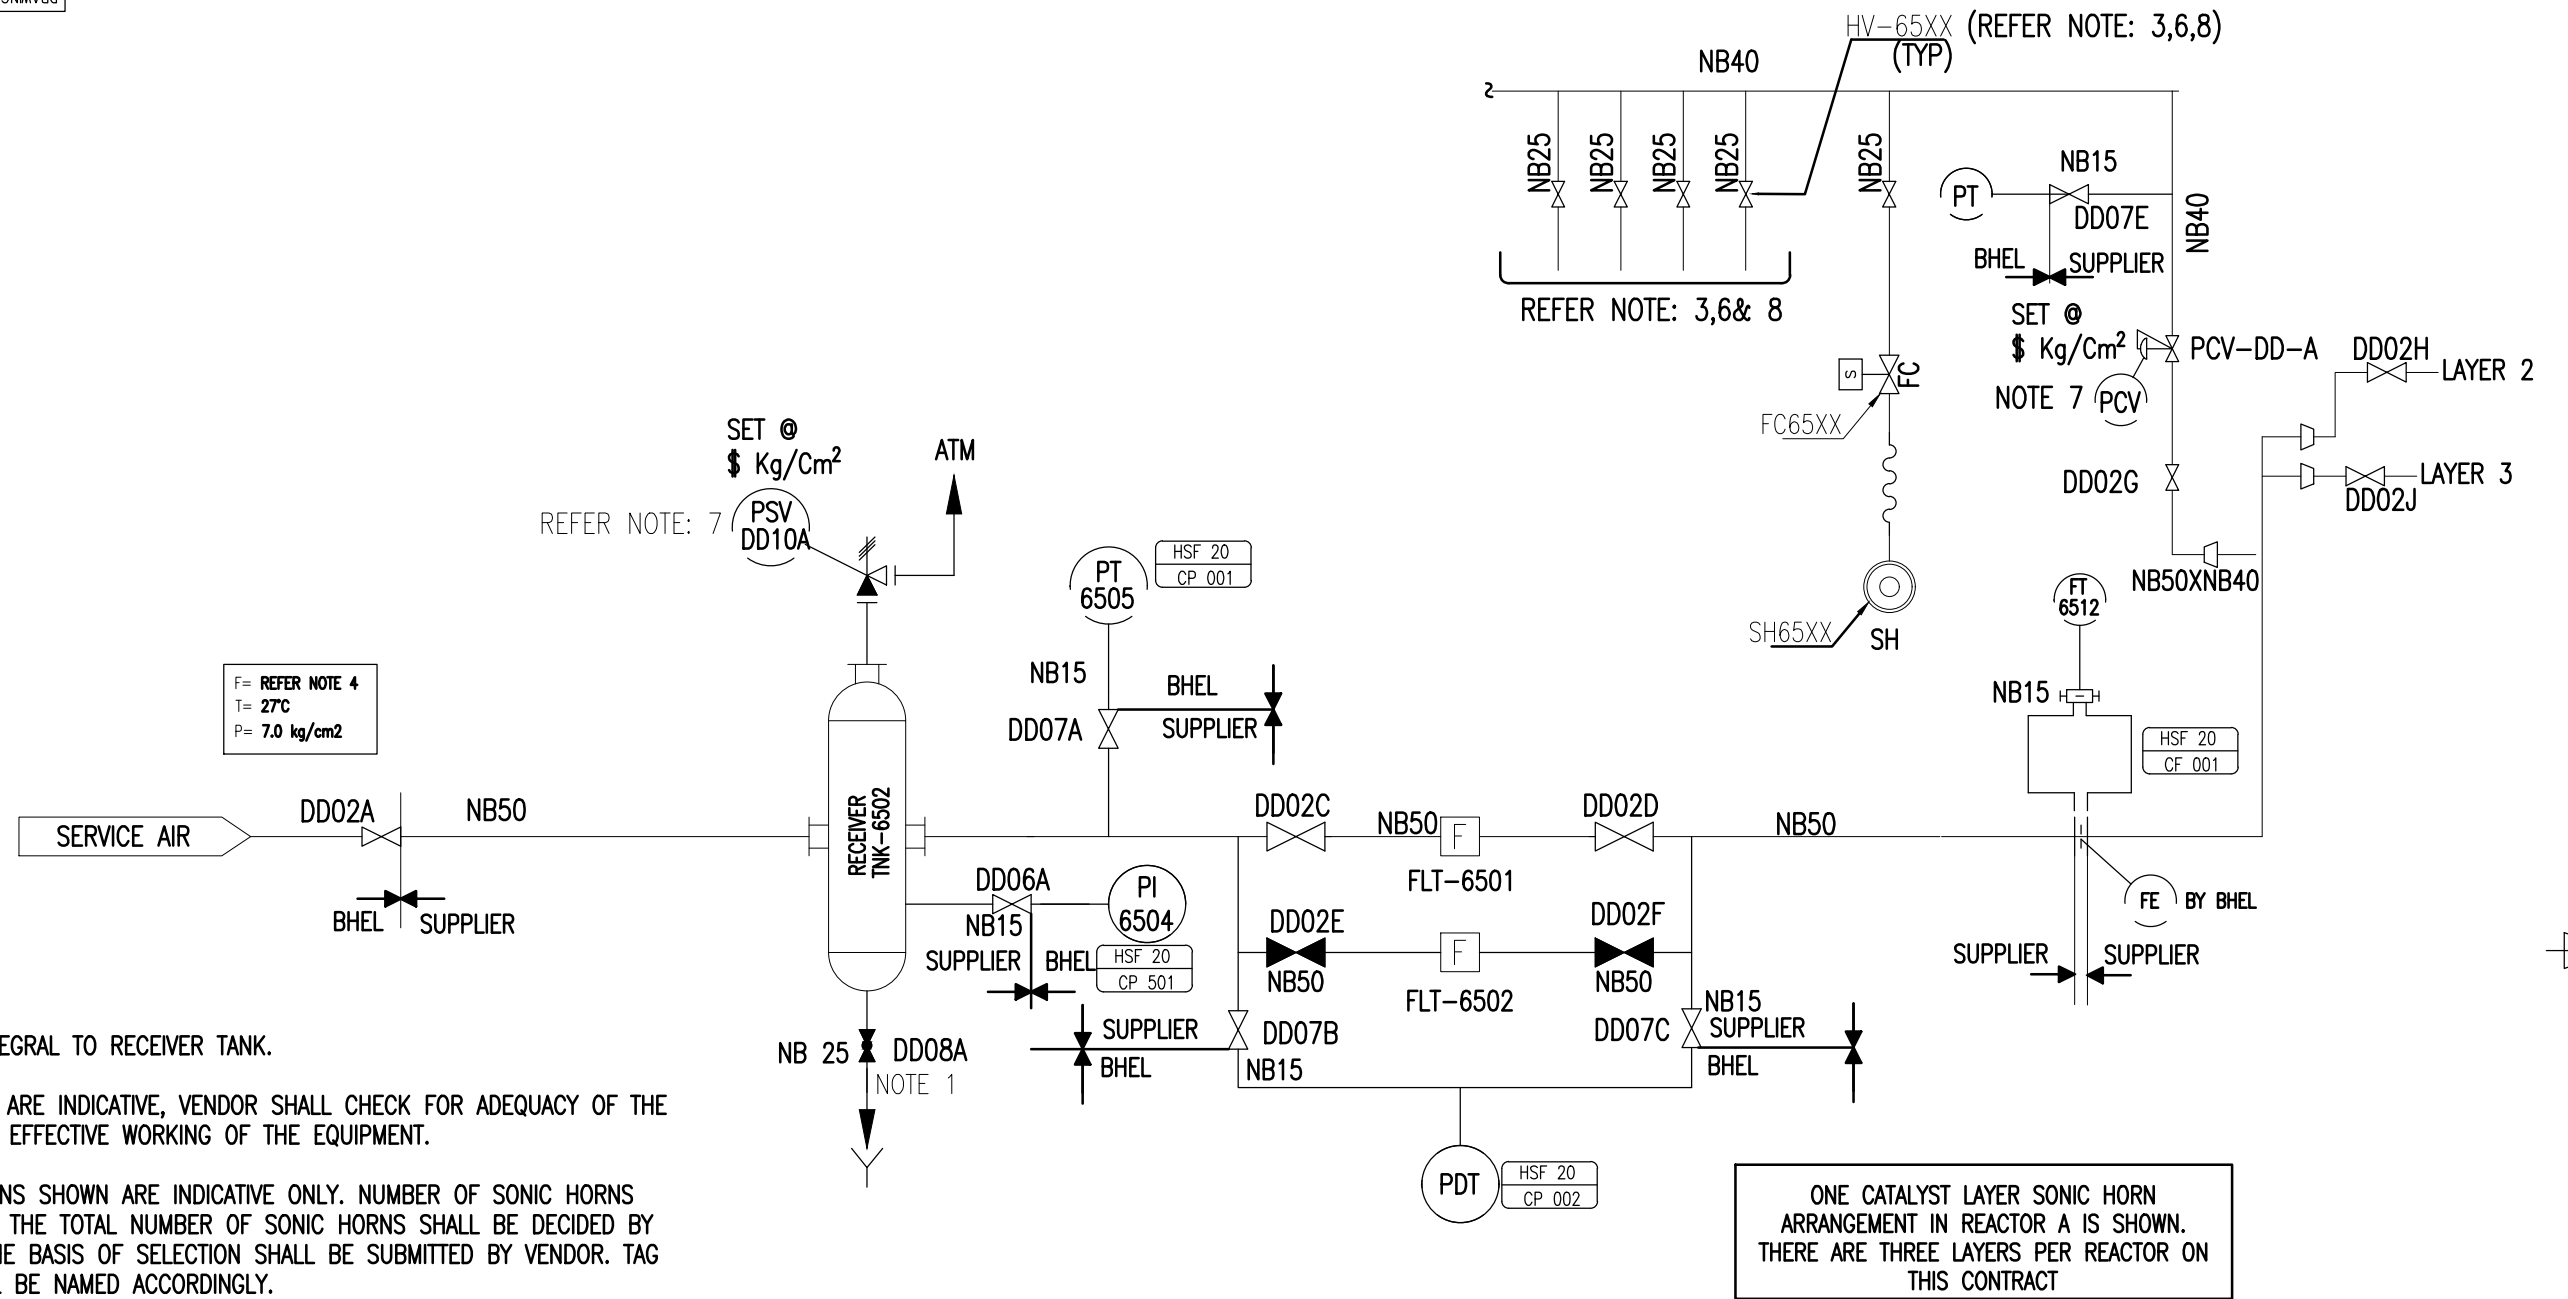 HV-65XX (REFER NOTE: 3,6,8)
(TYP)
NB40
NB25
NB25
NB25
NB25
NB25
PT
NB15
DD07E
NB40
BHEL
SUPPLIER
REFER NOTE: 3,6& 8
SET @
$ Kg/Cm²
NOTE 7
PCV
PCV-DD-A
DD02H
LAYER 2
S
FC
FC65XX
DD02G
LAYER 3
DD02J
NB50XNB40
SH65XX
SH
SET @
$ Kg/Cm²
REFER NOTE: 7
PSV
DD10A
ATM
PT
6505
HSF 20
CP 001
FT
6512
NB15
HSF 20
CF 001
F= REFER NOTE 4
T= 27°C
P= 7.0 kg/cm2
NB15
BHEL
SUPPLIER
DD07A
SERVICE AIR
DD02A
NB50
BHEL
SUPPLIER
RECEIVER
TNK-6502
DD02C
NB50
F
FLT-6501
DD02D
NB50
DD06A
NB15
PI
6504
SUPPLIER
BHEL
HSF 20
CP 501
DD02E
NB50
F
FLT-6502
DD02F
NB50
FE
BY BHEL
SUPPLIER
SUPPLIER
SUPPLIER
BHEL
DD07B
NB15
NB15
DD07C
SUPPLIER
BHEL
NB 25
DD08A
NOTE 1
PDT
HSF 20
CP 002
EGRAL TO RECEIVER TANK.
ARE INDICATIVE, VENDOR SHALL CHECK FOR ADEQUACY OF THE
EFFECTIVE WORKING OF THE EQUIPMENT.
NS SHOWN ARE INDICATIVE ONLY. NUMBER OF SONIC HORNS
THE TOTAL NUMBER OF SONIC HORNS SHALL BE DECIDED BY
HE BASIS OF SELECTION SHALL BE SUBMITTED BY VENDOR. TAG
BE NAMED ACCORDINGLY.
ONE CATALYST LAYER SONIC HORN
ARRANGEMENT IN REACTOR A IS SHOWN.
THERE ARE THREE LAYERS PER REACTOR ON
THIS CONTRACT